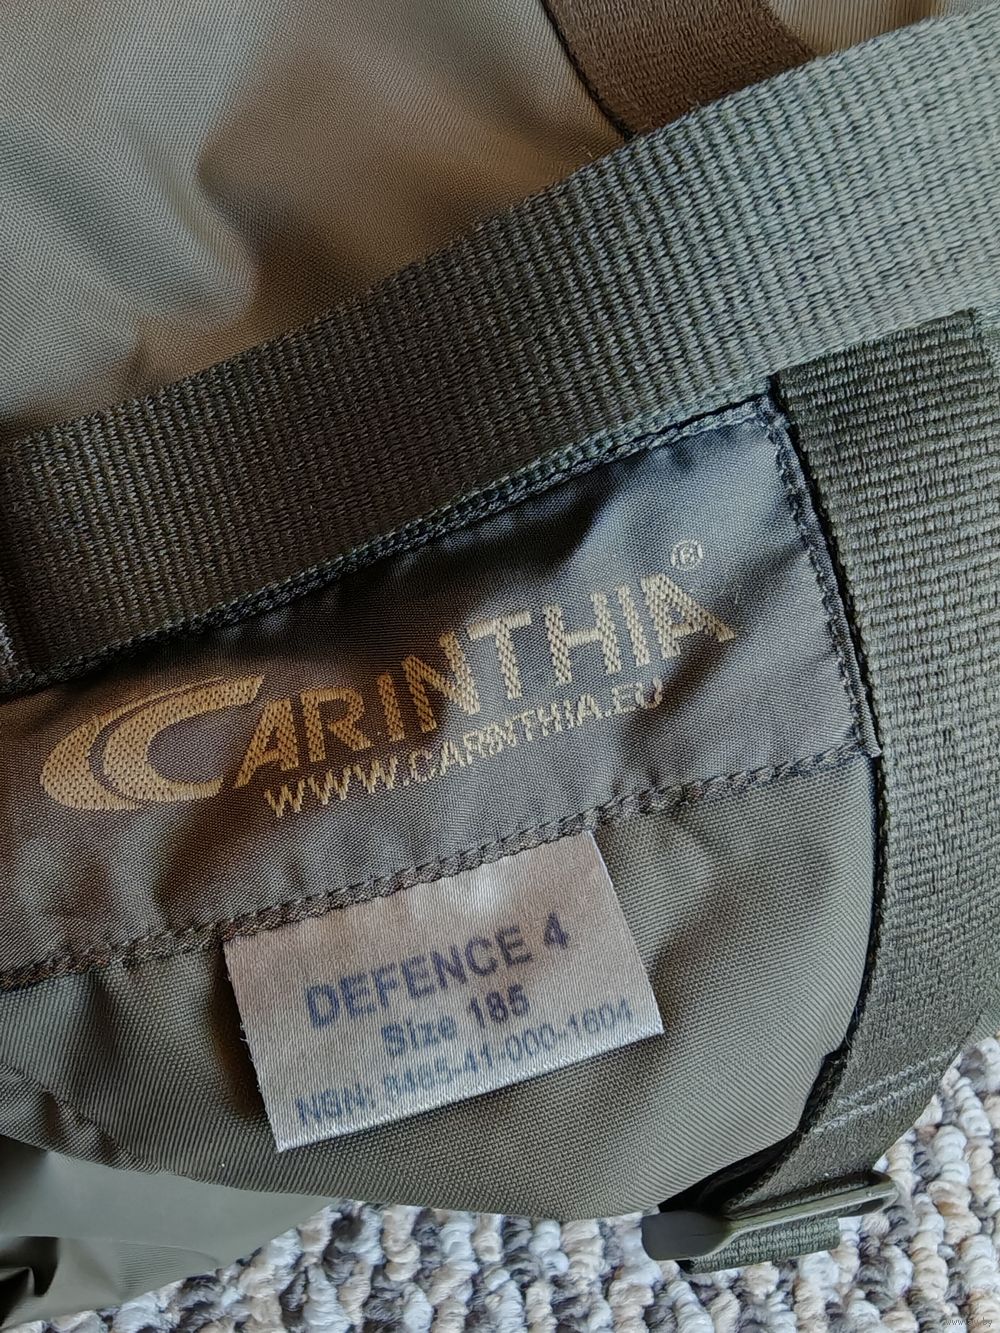 CARINTHIA®
WWW.CARINTHIA.EU
DEFENCE 4
Size 185
NSN: 8465-41-000-1604